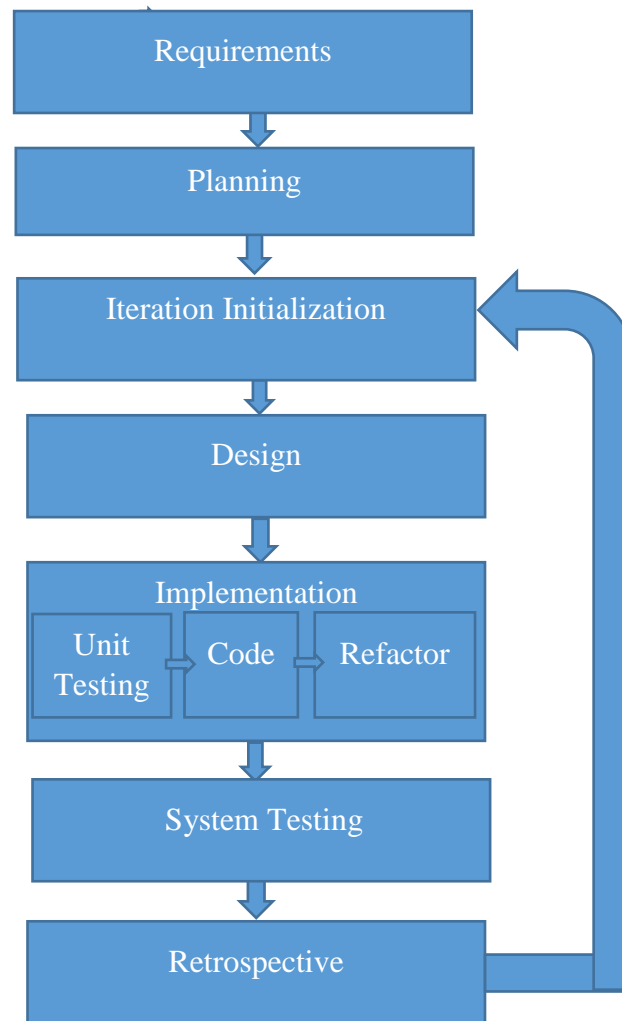 Requirements
Planning
Iteration Initialization
Design
Implementation
Unit
Testing
Code
Refactor
System Testing
Retrospective